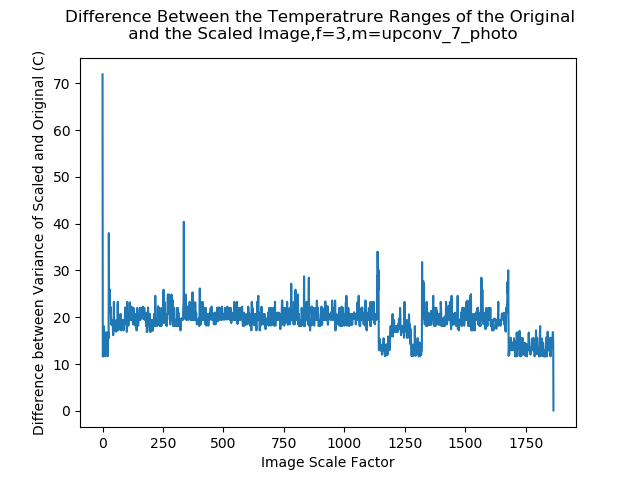 Difference Between the Temperatrure Ranges of the Original
and the Scaled Image,f=3,m=upconv_7_photo
Difference between Variance of Scaled and Original (C)
70
60
50
40
30
20
10
0
0 250 500 750 1000 1250 1500 1750
Image Scale Factor